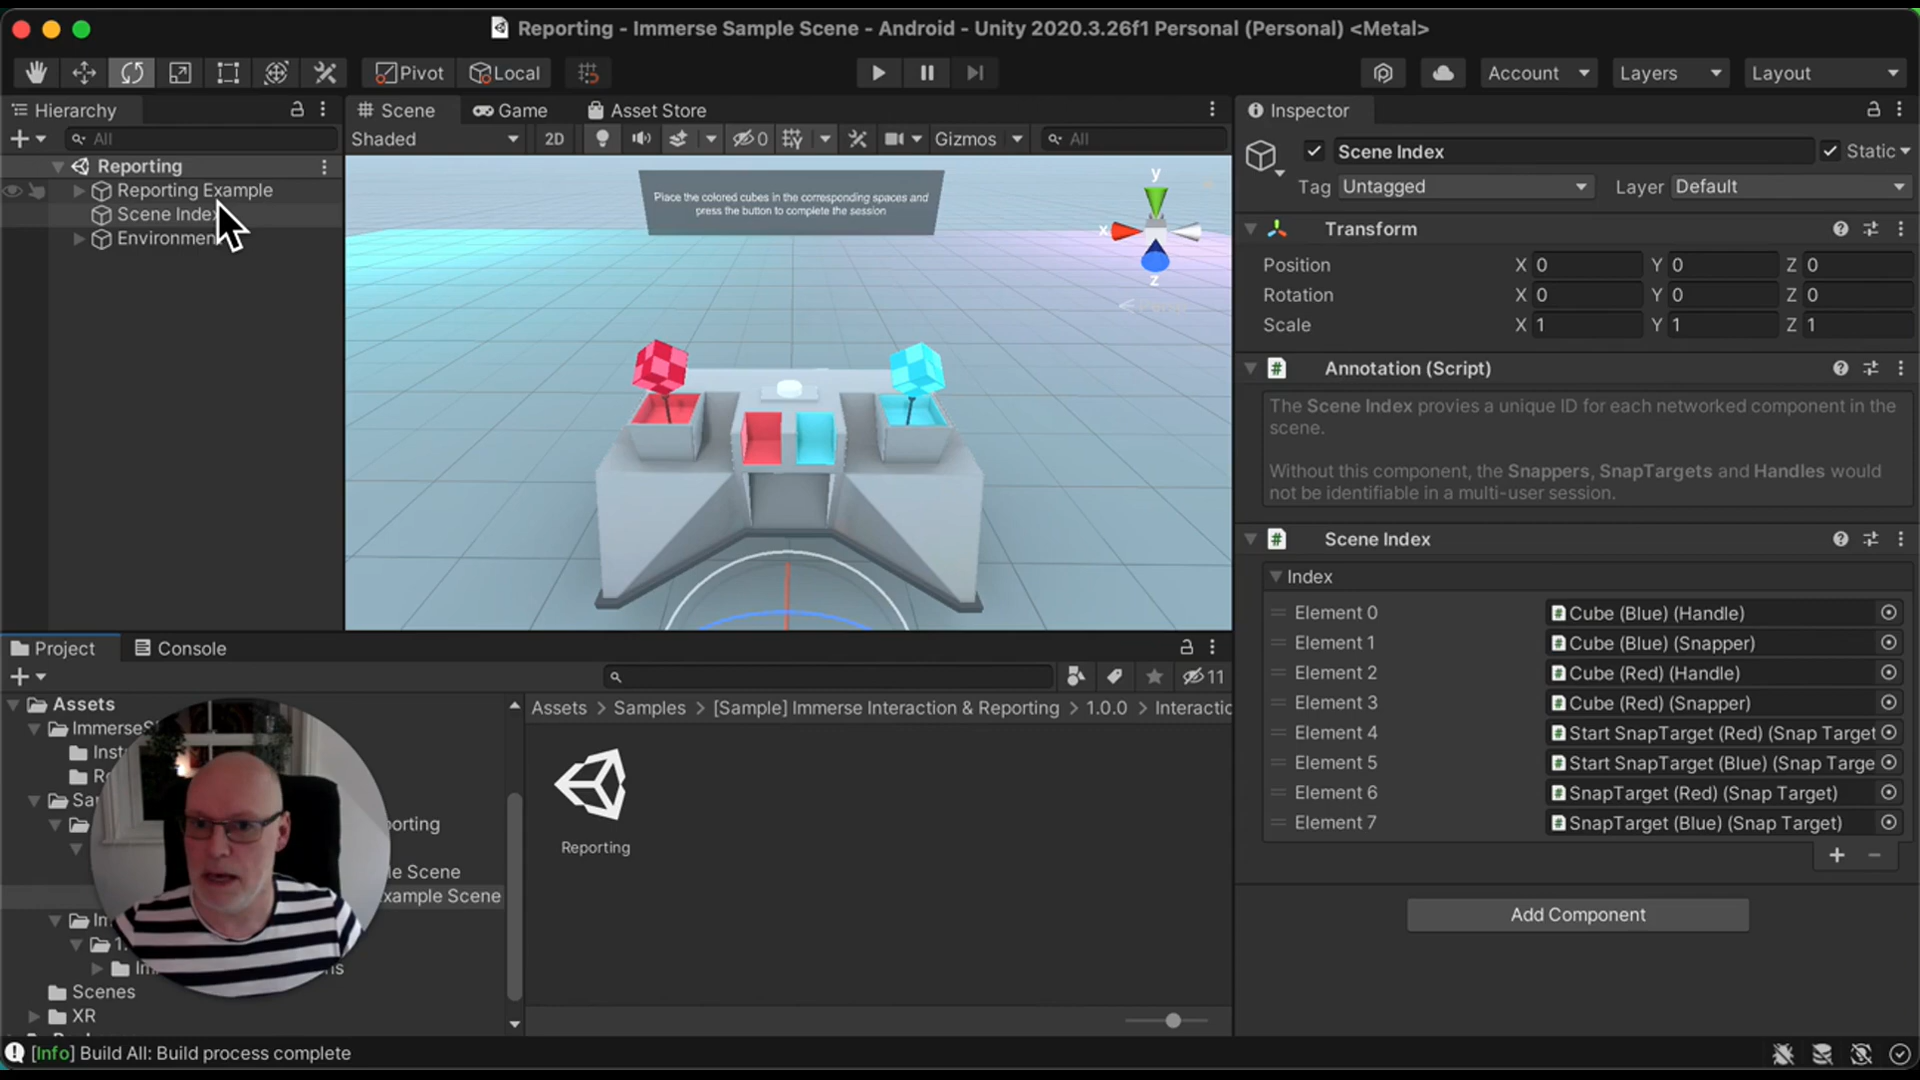 Reporting - Immerse Sample Scene - Android - Unity 2020.3.26f1 Personal (Personal) <Metal>
Pivot
Local
Account
Layers
Layout
Hierarchy
All
Reporting
Reporting Example
Scene Index
Environment
Scene
Game
Asset Store
Shaded
2D
0
Gizmos
All
Place the colored cubes in the corresponding spaces and
press the button to complete the session
y
x
z
Persp
Inspector
Scene Index
Static
Tag Untagged
Layer Default
Transform
Position X 0 Y 0 Z 0
Rotation X 0 Y 0 Z 0
Scale X 1 Y 1 Z 1
Annotation (Script)
The Scene Index provies a unique ID for each networked component in the
scene.
Without this component, the Snappers, SnapTargets and Handles would
not be identifiable in a multi-user session.
Scene Index
Index
Element 0 Cube (Blue) (Handle)
Element 1 Cube (Blue) (Snapper)
Element 2 Cube (Red) (Handle)
Element 3 Cube (Red) (Snapper)
Element 4 Start SnapTarget (Red) (Snap Target
Element 5 Start SnapTarget (Blue) (Snap Targe
Element 6 SnapTarget (Red) (Snap Target)
Element 7 SnapTarget (Blue) (Snap Target)
Add Component
Project
Console
11
Assets
Scenes
XR
Assets > Samples > [Sample] Immerse Interaction & Reporting > 1.0.0 > Interactio
Reporting
[Info] Build All: Build process complete